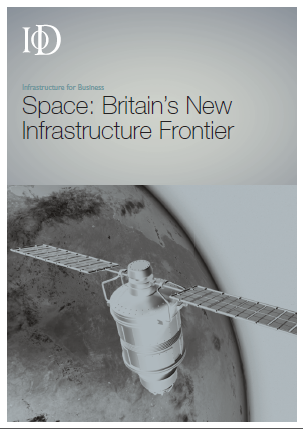 IOD
Infrastructure for Business
Space: Britain's New
Infrastructure Frontier